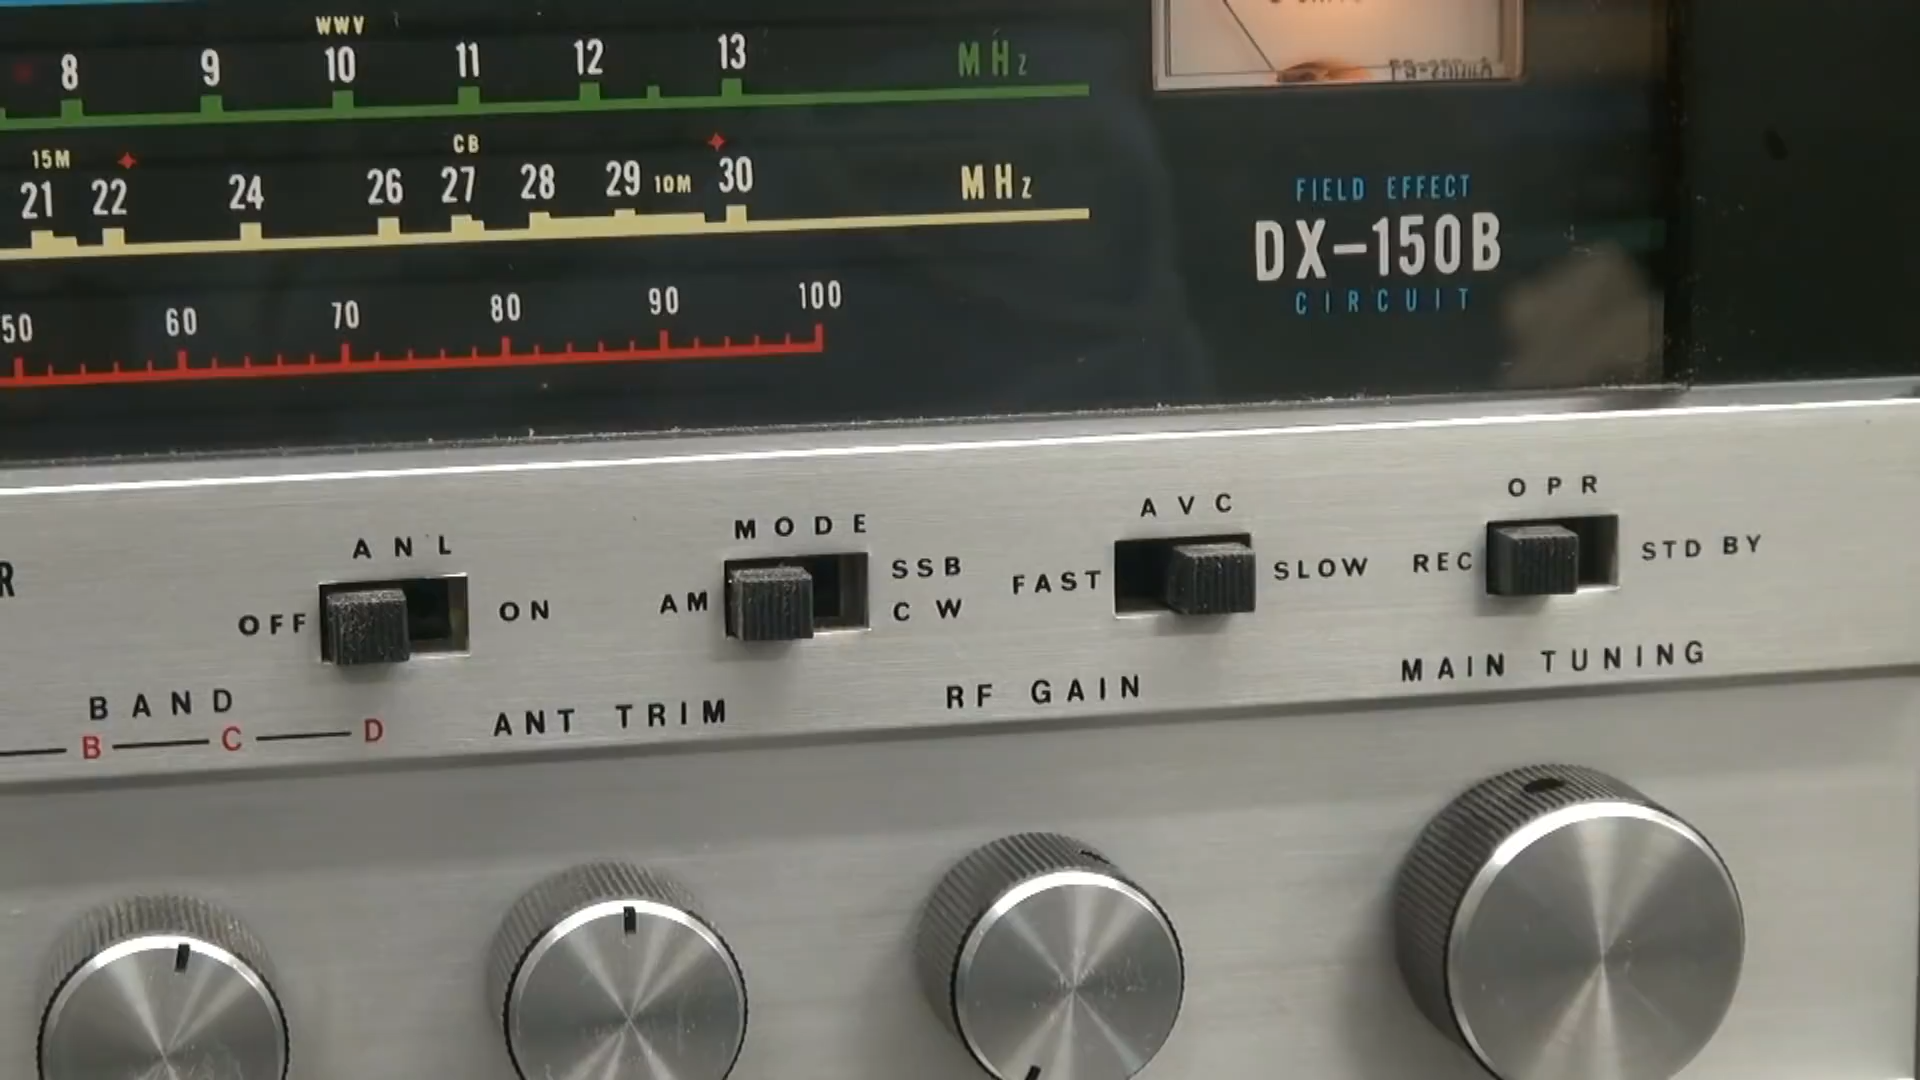 WWV
8 9 10 11 12 13 MHz
15M CB
21 22 24 26 27 28 29 10M 30 MHz
50 60 70 80 90 100
FIELD EFFECT
DX-150B
CIRCUIT
ANL
OFF ON
MODE
AM SSB
CW
AVC
FAST SLOW
OPR
REC STD BY
BAND
B C D
ANT TRIM
RF GAIN
MAIN TUNING